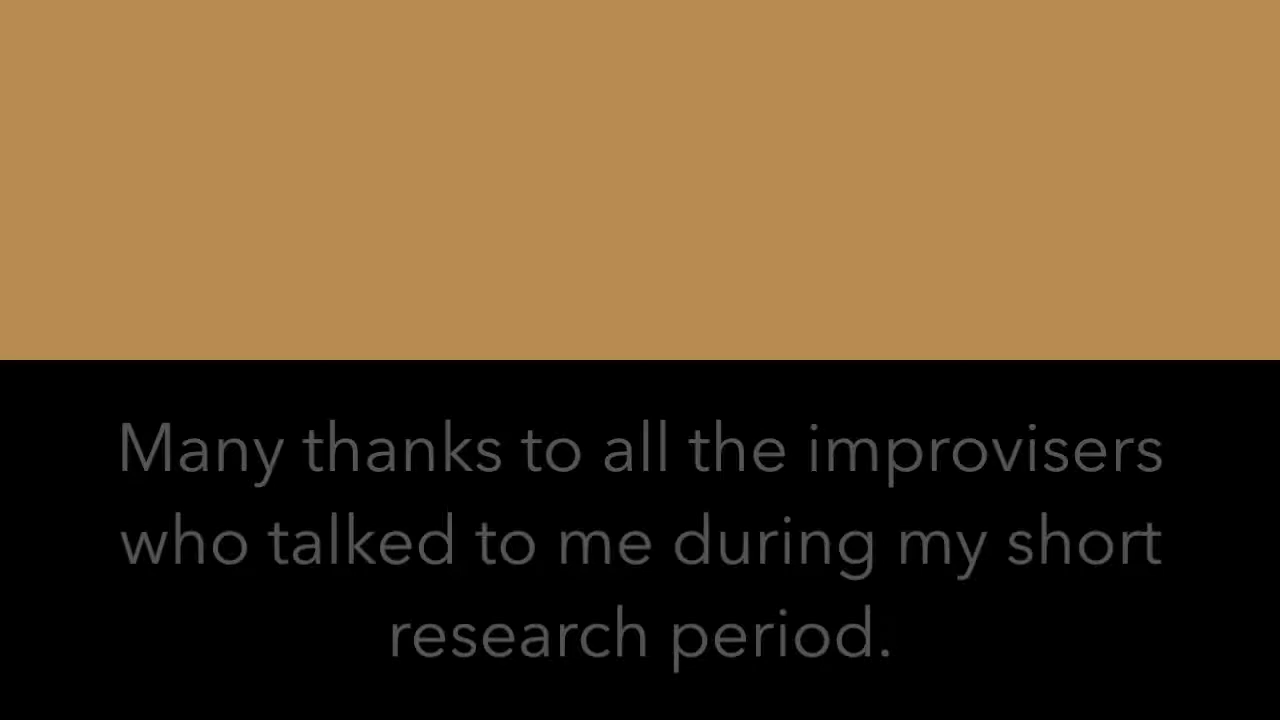 Many thanks to all the improvisers
who talked to me during my short
research period.